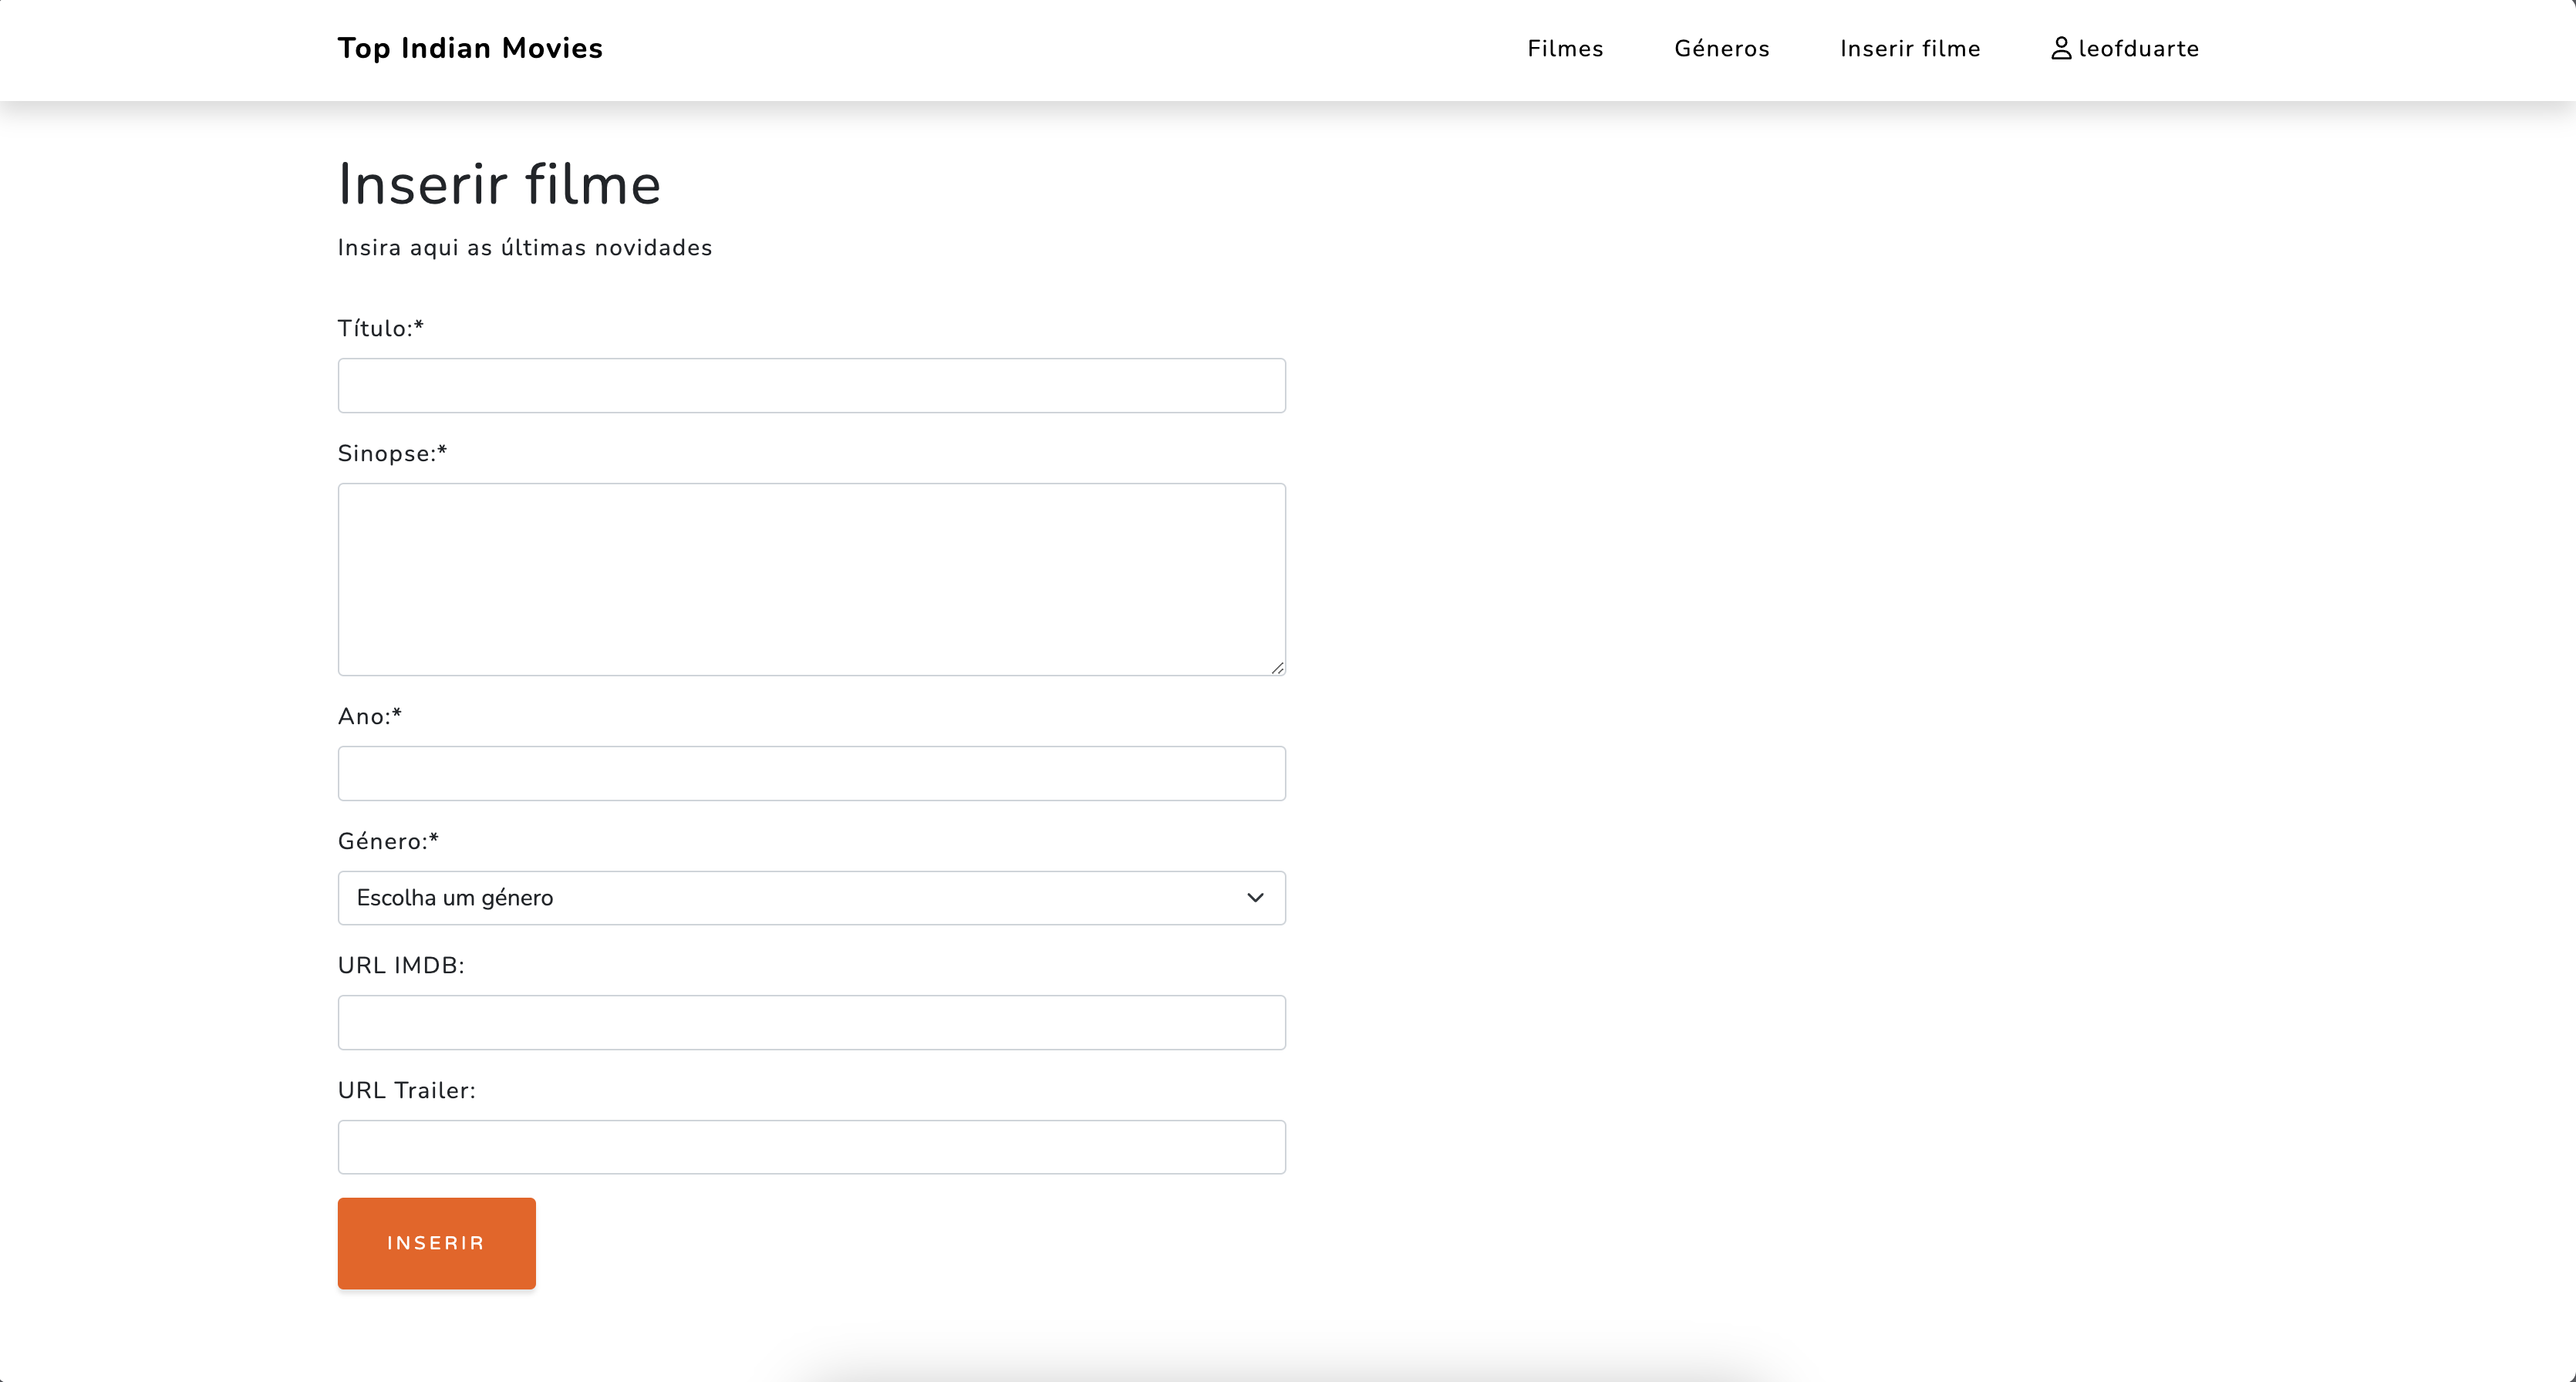 Top Indian Movies
Filmes
Géneros
Inserir filme
leofduarte
Inserir filme
Insira aqui as últimas novidades
Título:*
Sinopse:*
Ano:*
Género:*
Escolha um género
URL IMDB:
URL Trailer:
INSERIR